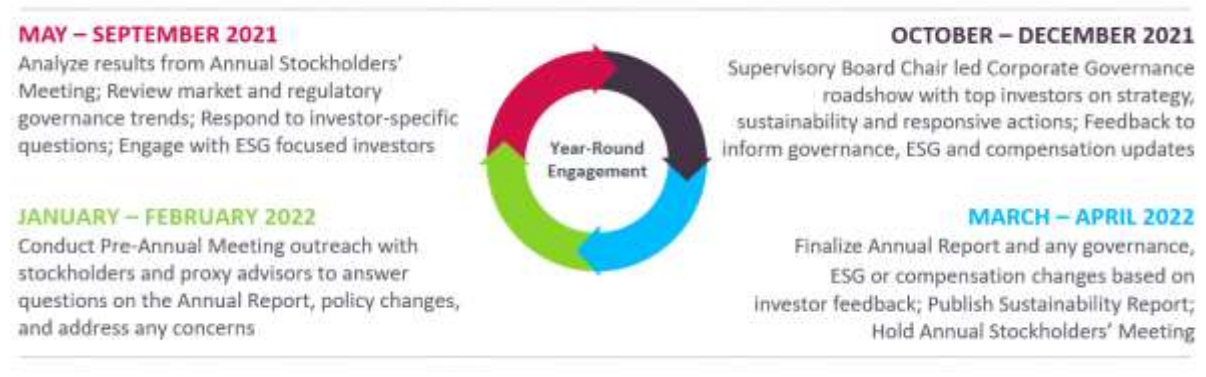 MAY – SEPTEMBER 2021
Analyze results from Annual Stockholders'
Meeting; Review market and regulatory
governance trends; Respond to investor-specific
questions; Engage with ESG focused investors
OCTOBER – DECEMBER 2021
Supervisory Board Chair led Corporate Governance
roadshow with top investors on strategy,
sustainability and responsive actions; Feedback to
inform governance, ESG and compensation updates
Year-Round
Engagement
JANUARY – FEBRUARY 2022
Conduct Pre-Annual Meeting outreach with
stockholders and proxy advisors to answer
questions on the Annual Report, policy changes,
and address any concerns
MARCH – APRIL 2022
Finalize Annual Report and any governance,
ESG or compensation changes based on
investor feedback; Publish Sustainability Report;
Hold Annual Stockholders' Meeting